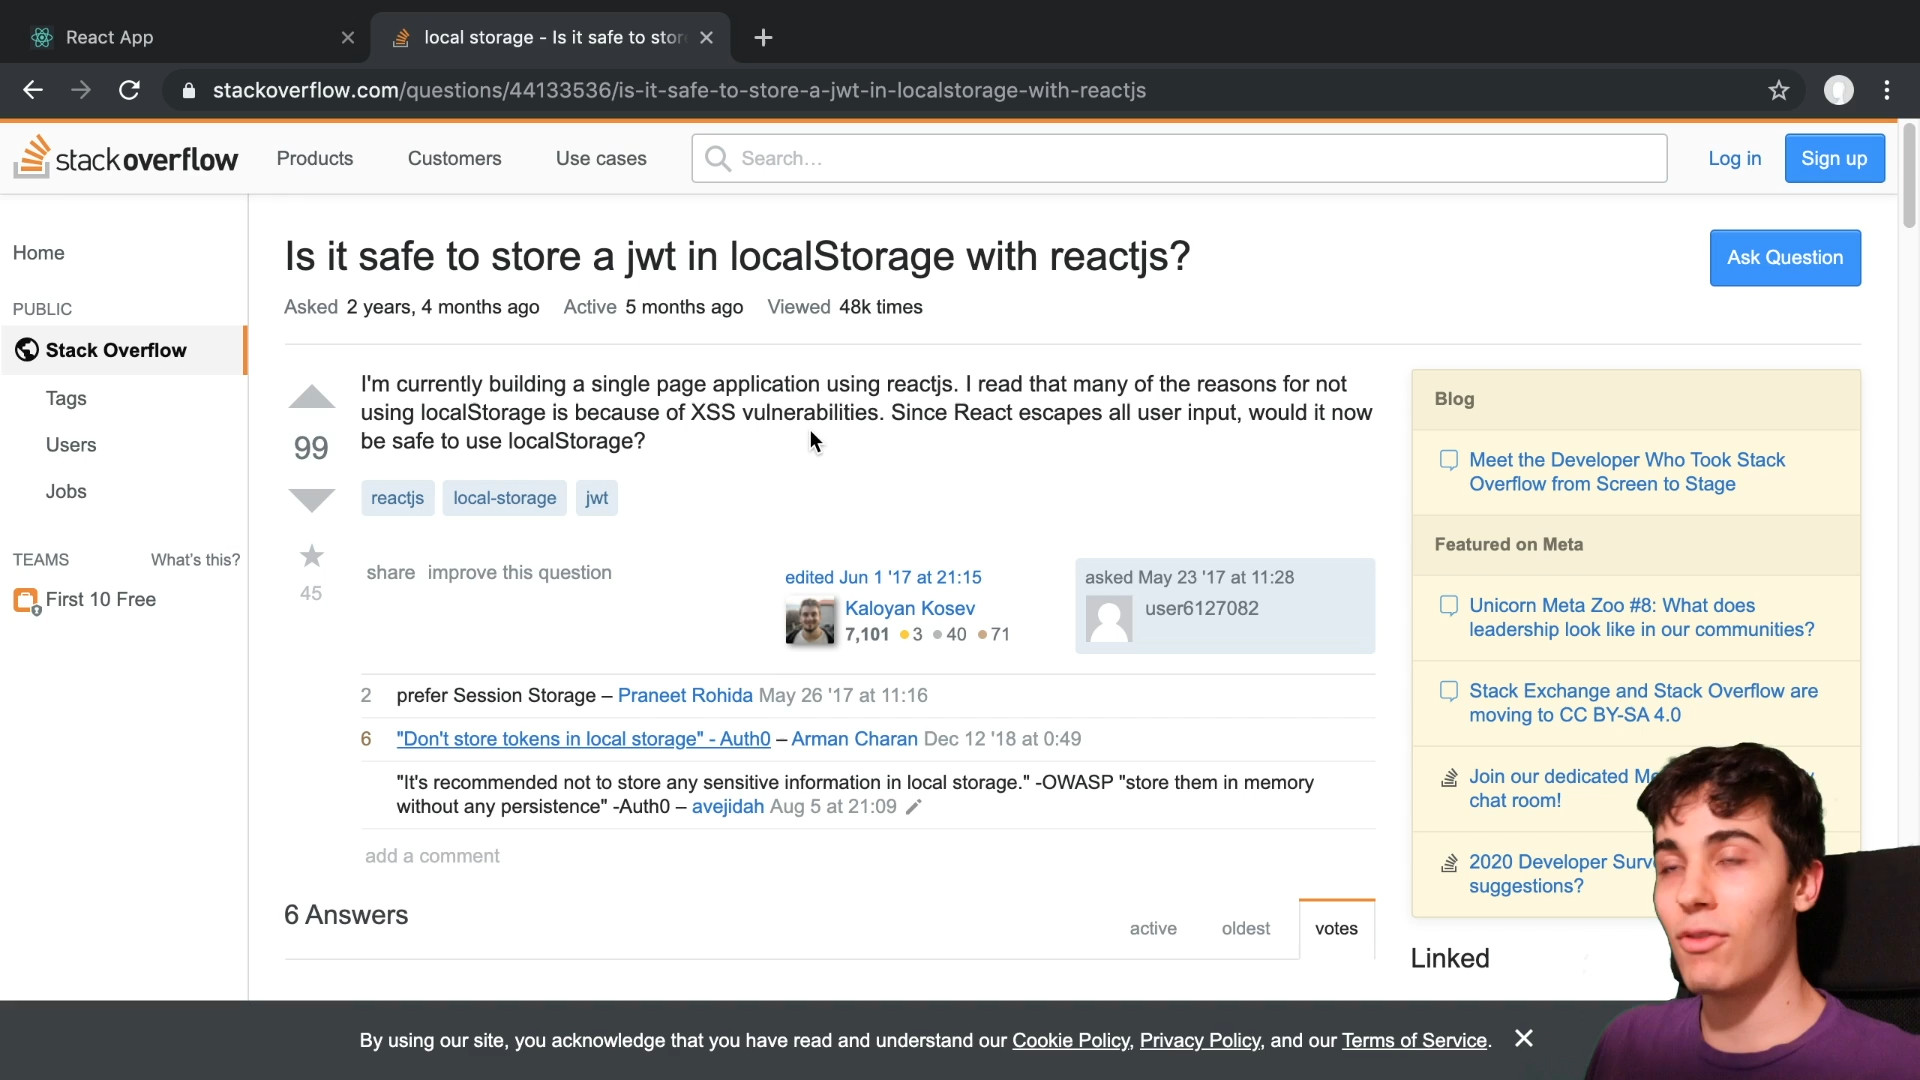 React App
local storage - Is it safe to stor
stackoverflow.com/questions/44133536/is-it-safe-to-store-a-jwt-in-localstorage-with-reactjs
stackoverflow
Products
Customers
Use cases
Search…
Log in
Sign up
Home
PUBLIC
Stack Overflow
Tags
Users
Jobs
TEAMS
What's this?
First 10 Free
Is it safe to store a jwt in localStorage with reactjs?
Ask Question
Asked 2 years, 4 months ago Active 5 months ago Viewed 48k times
99
45
I'm currently building a single page application using reactjs. I read that many of the reasons for not
using localStorage is because of XSS vulnerabilities. Since React escapes all user input, would it now
be safe to use localStorage?
reactjs local-storage jwt
share improve this question
edited Jun 1 '17 at 21:15
Kaloyan Kosev
7,101 3 40 71
asked May 23 '17 at 11:28
user6127082
2 prefer Session Storage – Praneet Rohida May 26 '17 at 11:16
6 "Don't store tokens in local storage" - Auth0 – Arman Charan Dec 12 '18 at 0:49
"It's recommended not to store any sensitive information in local storage." -OWASP "store them in memory
without any persistence" -Auth0 – avejidah Aug 5 at 21:09
add a comment
6 Answers
active
oldest
votes
Blog
Meet the Developer Who Took Stack
Overflow from Screen to Stage
Featured on Meta
Unicorn Meta Zoo #8: What does
leadership look like in our communities?
Stack Exchange and Stack Overflow are
moving to CC BY-SA 4.0
Join our dedicated
chat room!
2020 Developer
suggestions?
Linked
By using our site, you acknowledge that you have read and understand our Cookie Policy, Privacy Policy, and our Terms of Service.